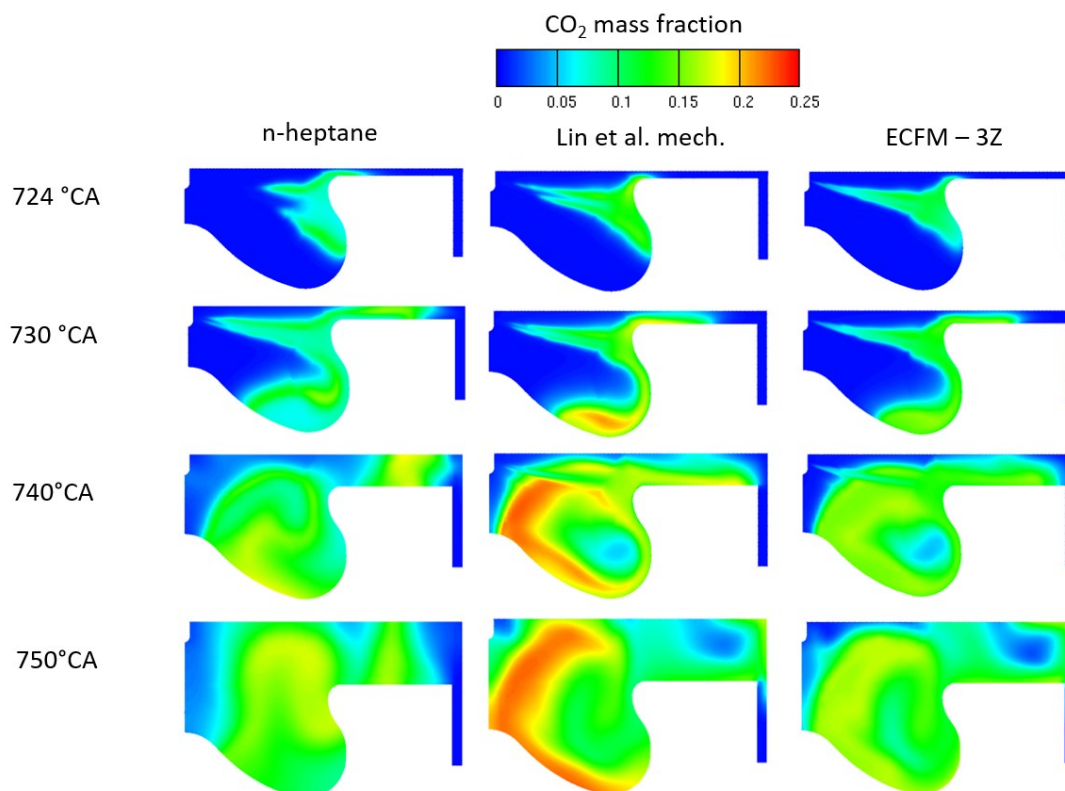 CO₂ mass fraction
0 0.05 0.1 0.15 0.2 0.25
n-heptane Lin et al. mech. ECFM – 3Z
724 °CA
730 °CA
740°CA
750°CA